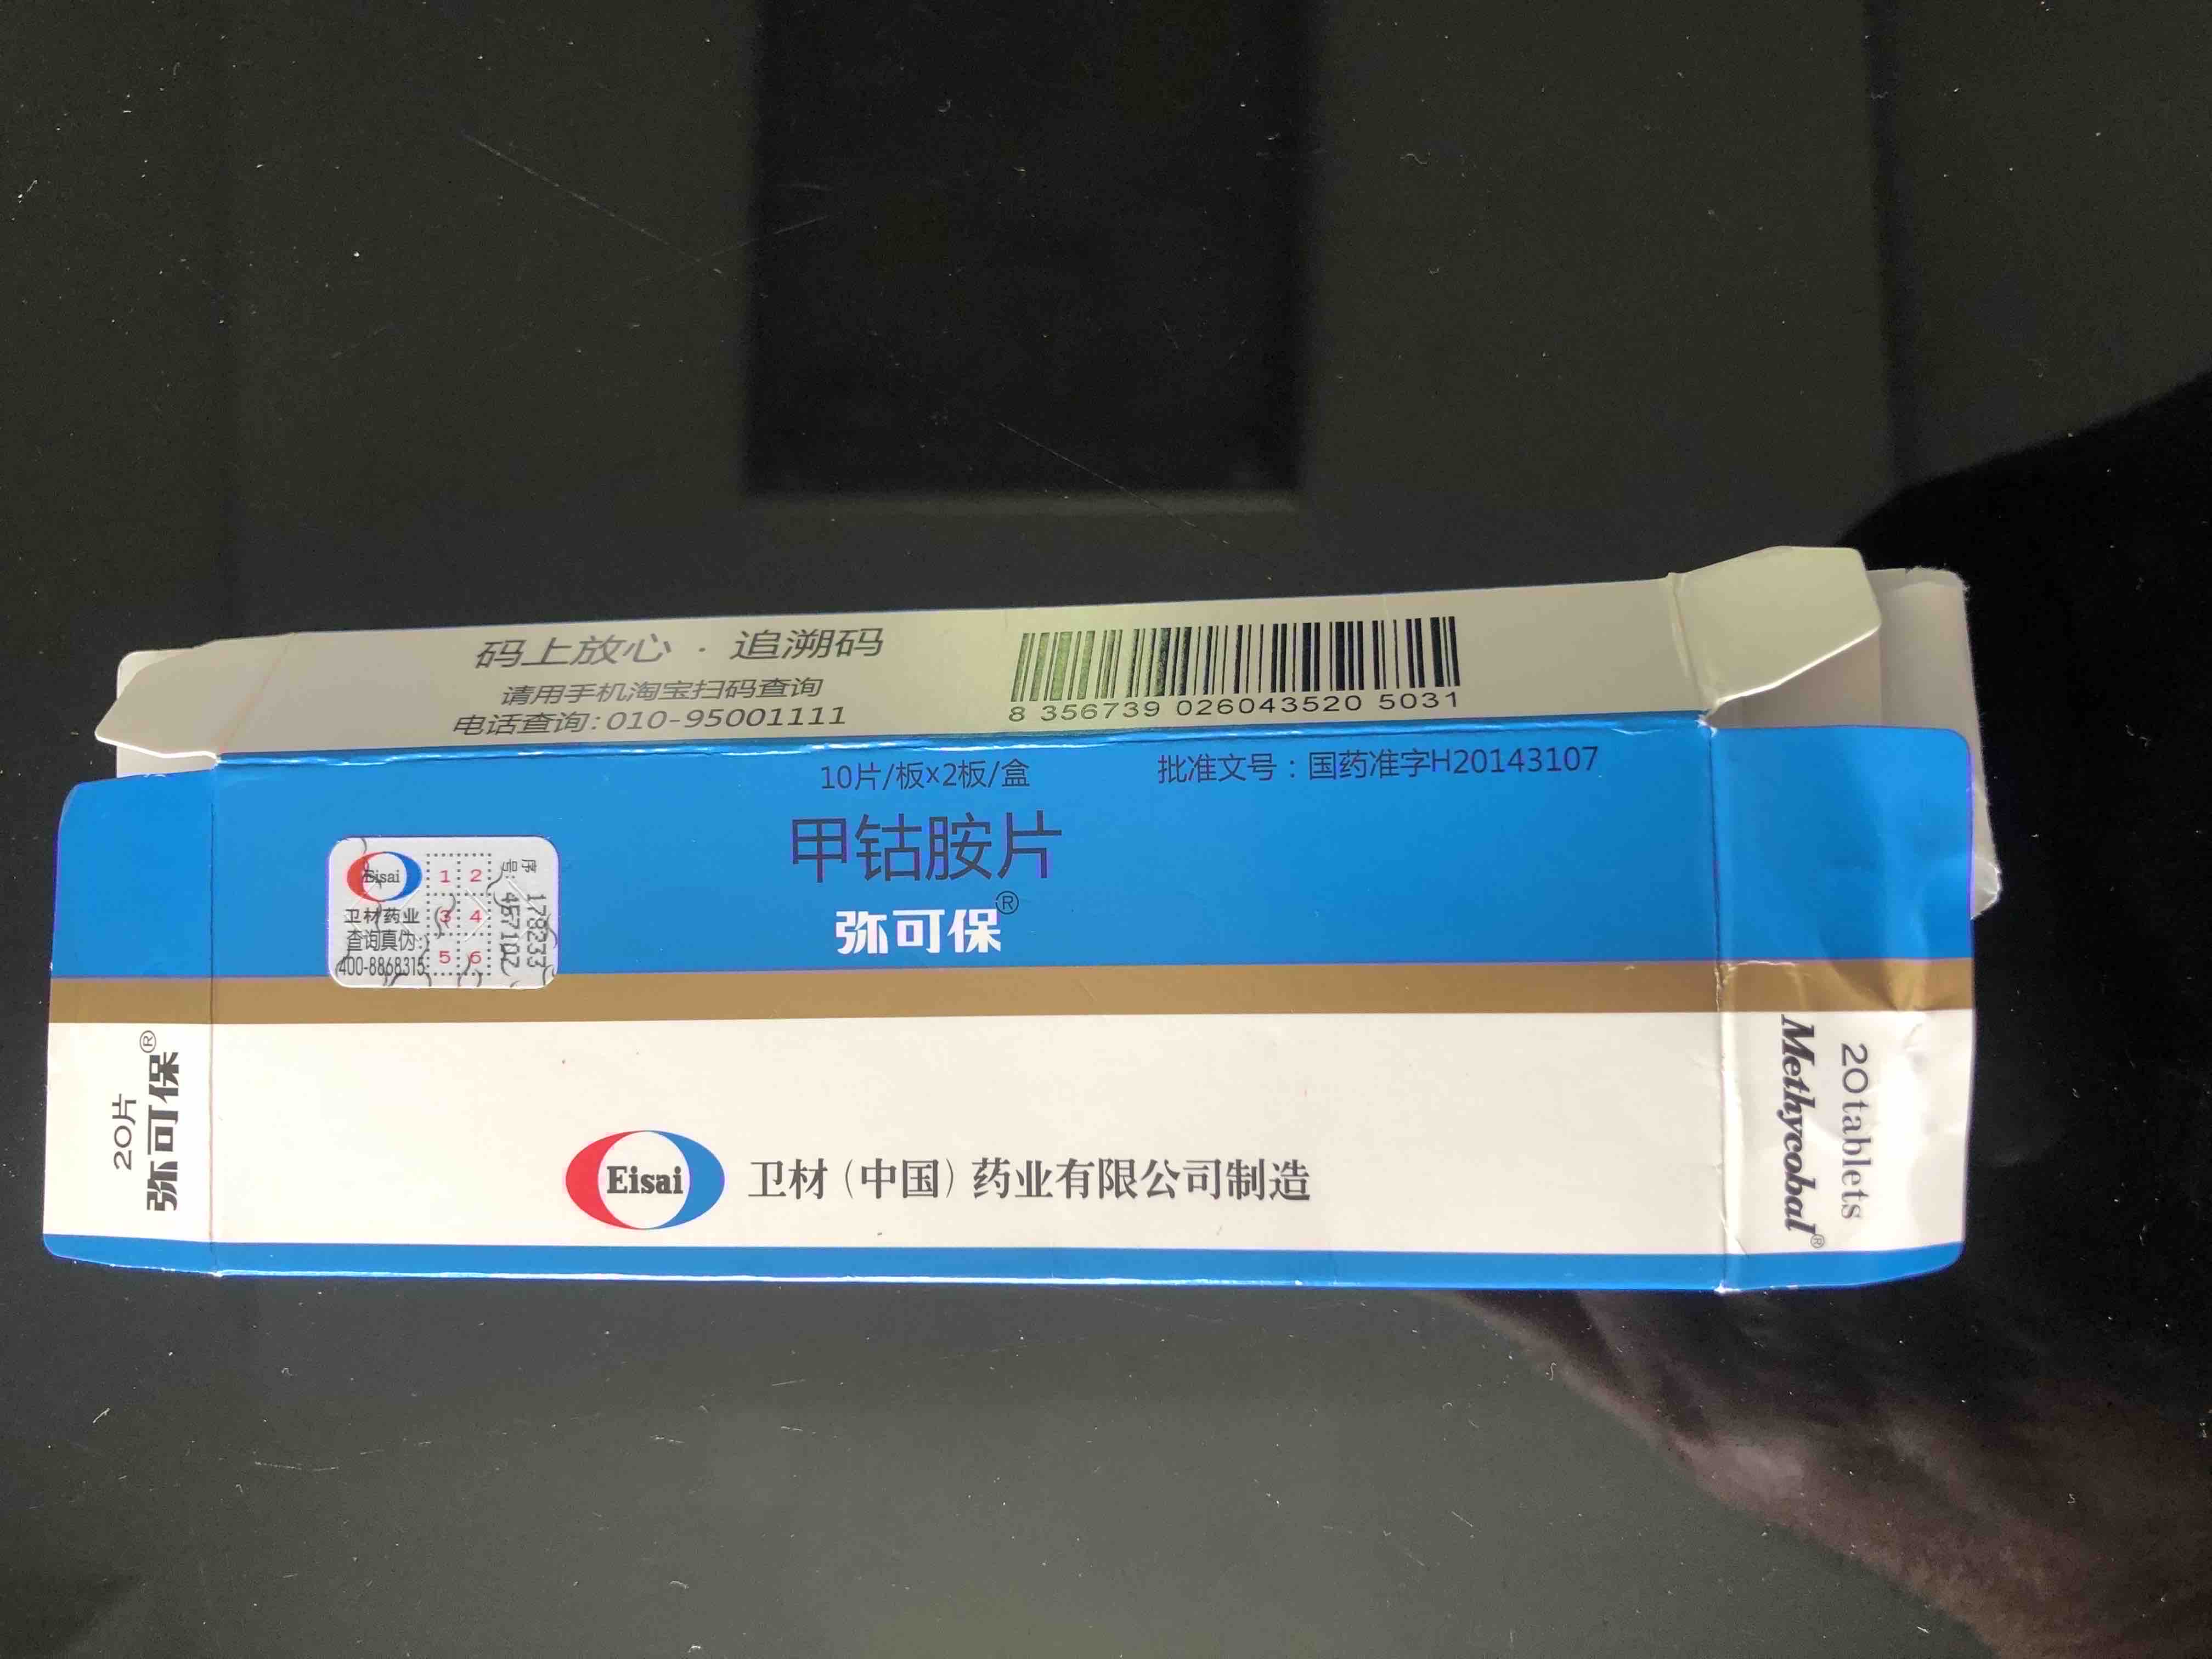 码上放心 · 追溯码
请用手机淘宝扫码查询
电话查询:010-95001111
8 356739 026043520 5031
10片/板x2板/盒
批准文号：国药准字H20143107
甲钴胺片
弥可保®
Eisai
卫材药业
查询真伪:
400-8868315
1 2
3 4
5 6
序号:
178233
457107
20片
弥可保®
Eisai 卫材（中国）药业有限公司制造
20tablets
Methycobal®